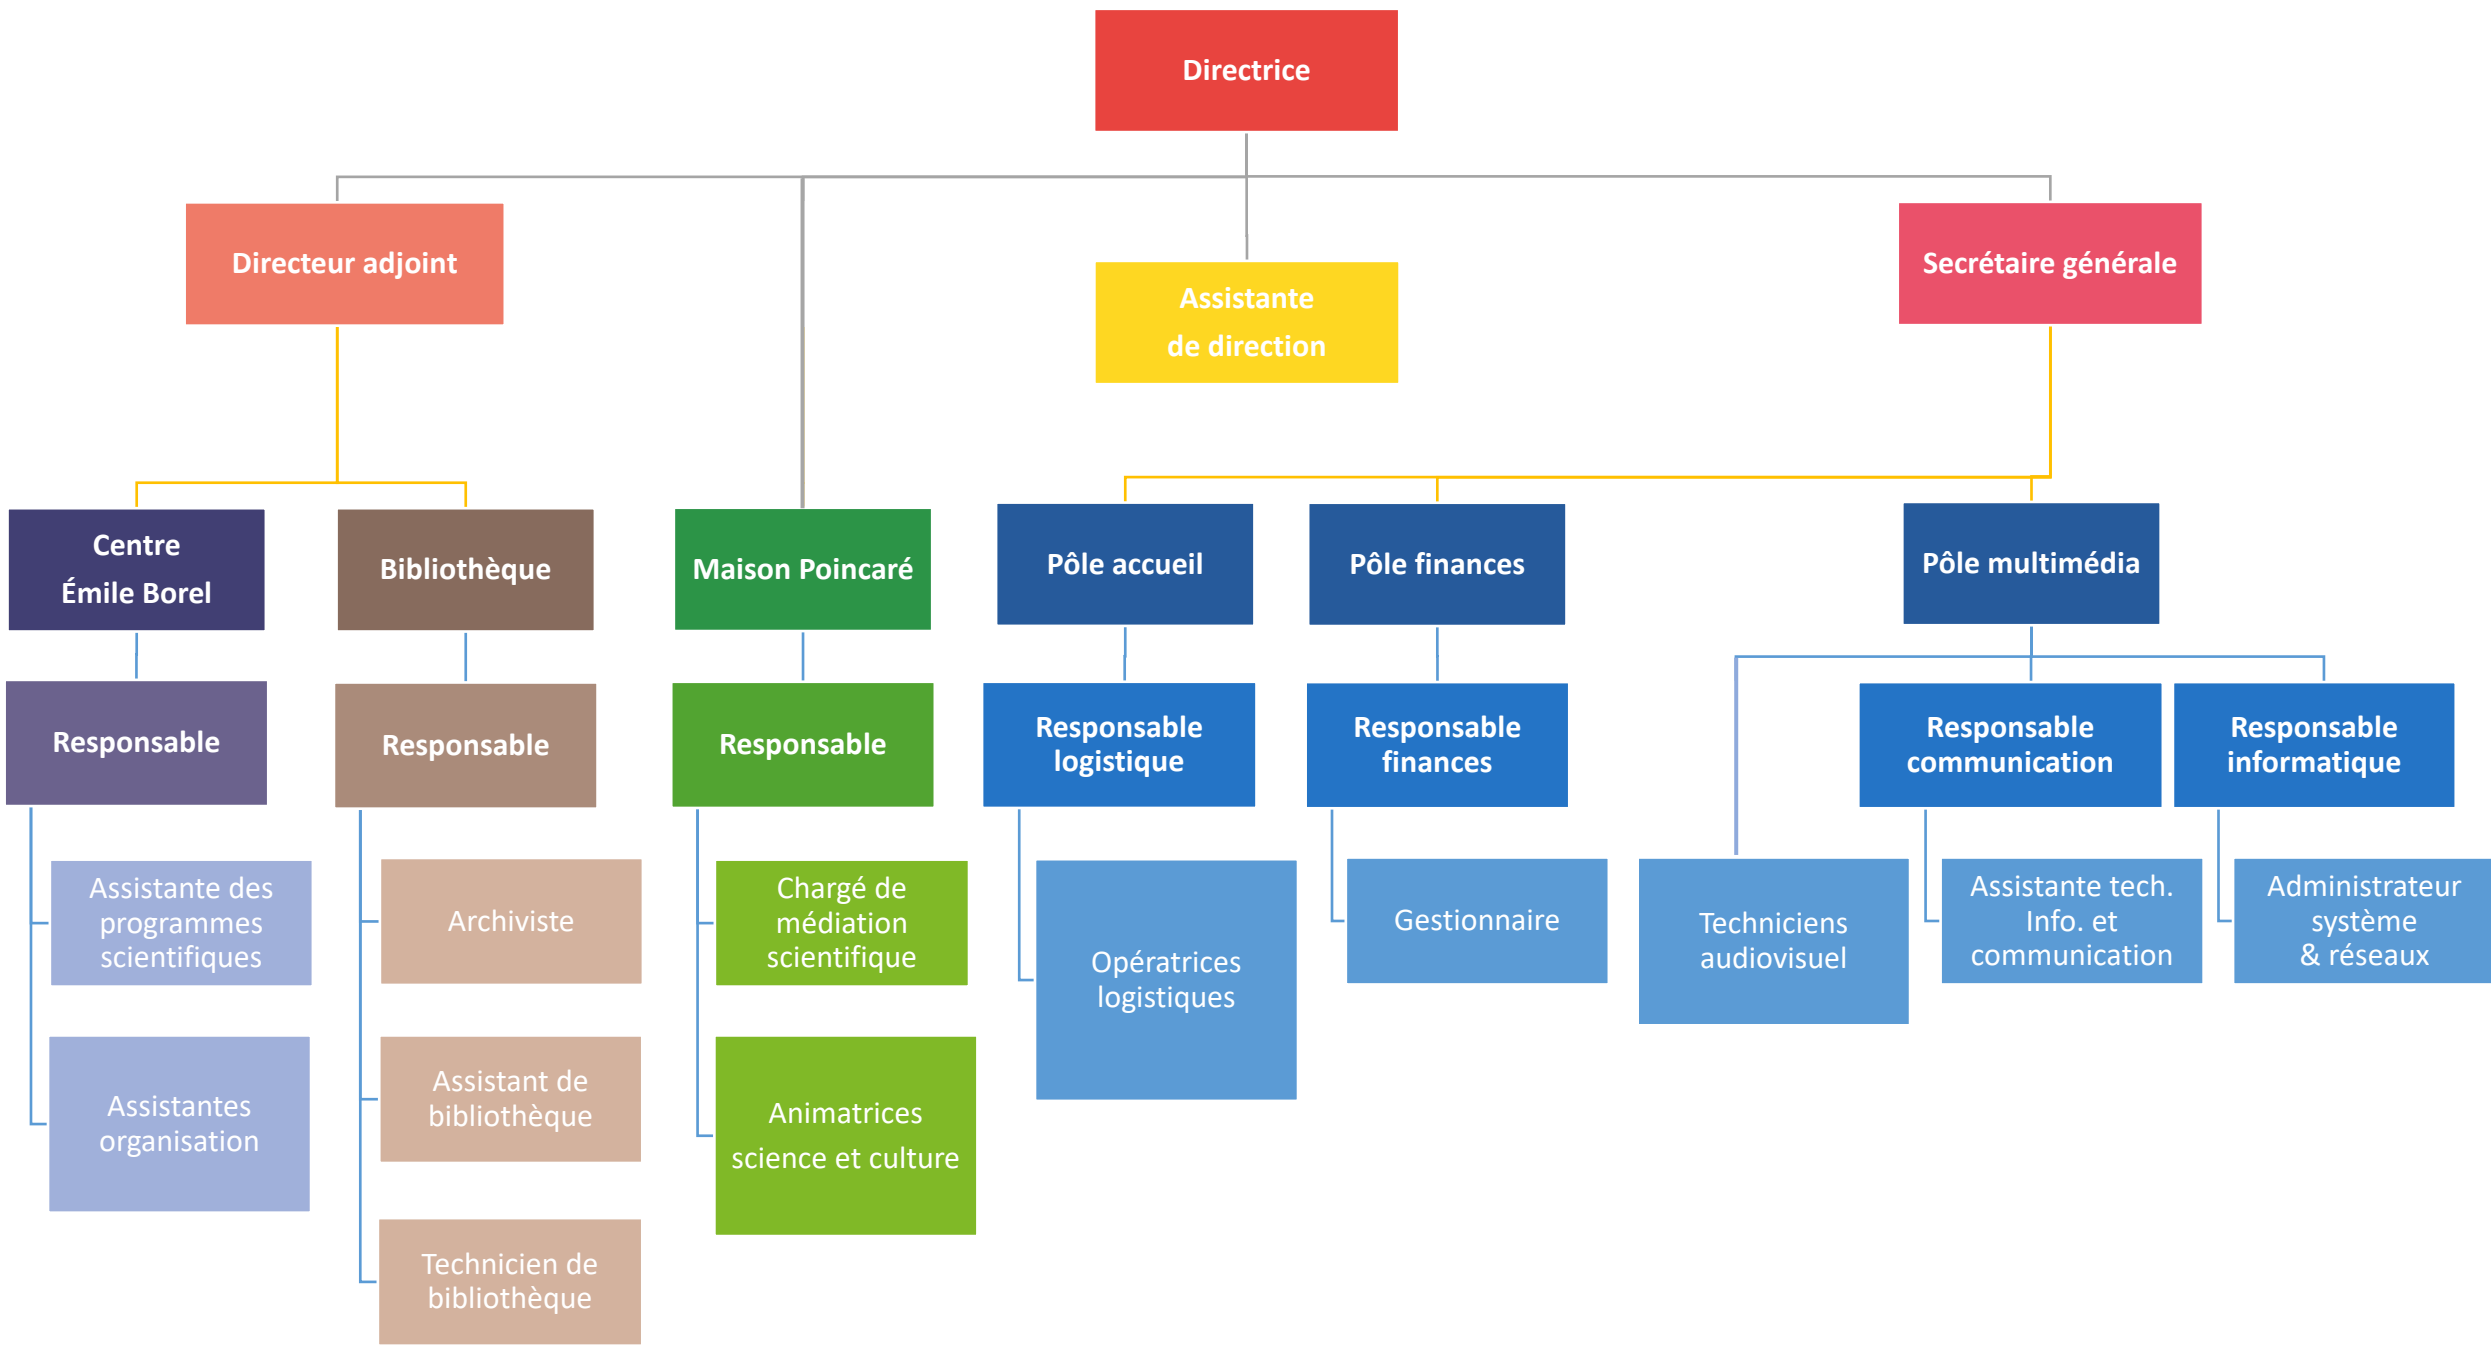 Directrice
Directeur adjoint
Secrétaire générale
Assistante
de direction
Centre
Émile Borel
Bibliothèque
Maison Poincaré
Pôle accueil
Pôle finances
Pôle multimédia
Responsable
Responsable
Responsable
Responsable
logistique
Responsable
finances
Responsable
communication
Responsable
informatique
Assistante des
programmes
scientifiques
Archiviste
Chargé de
médiation
scientifique
Opératrices
logistiques
Gestionnaire
Techniciens
audiovisuel
Assistante tech.
Info. et
communication
Administrateur
système
& réseaux
Assistantes
organisation
Assistant de
bibliothèque
Animatrices
science et culture
Technicien de
bibliothèque